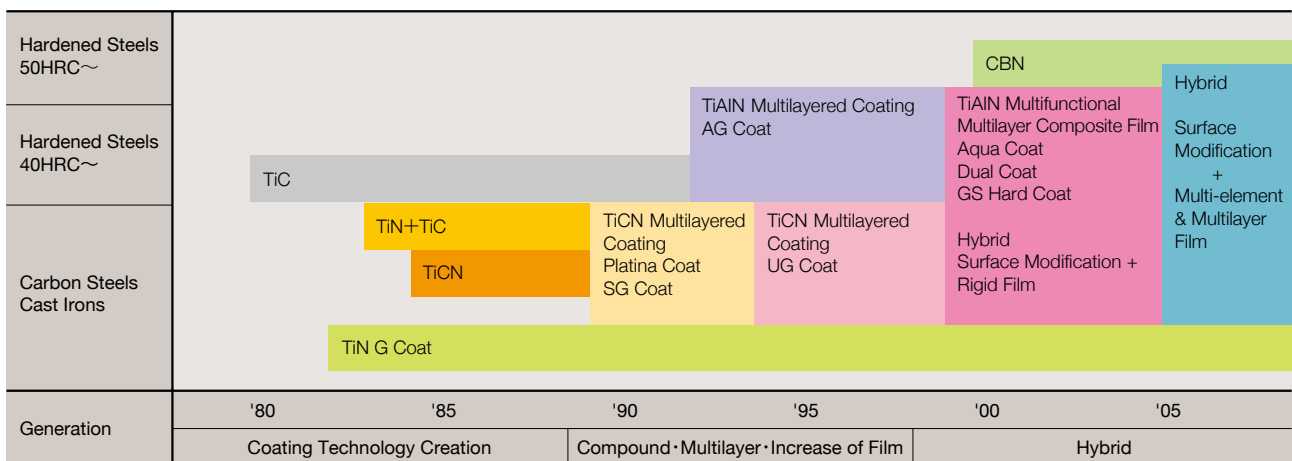 Hardened Steels
50HRC～
Hardened Steels
40HRC～
Carbon Steels
Cast Irons
CBN
Hybrid
Surface
Modification
+
Multi-element
& Multilayer
Film
TiAlN Multilayered Coating
AG Coat
TiAlN Multifunctional
Multilayer Composite Film
Aqua Coat
Dual Coat
GS Hard Coat
Hybrid
Surface Modification +
Rigid Film
TiC
TiN+TiC
TiCN
TiCN Multilayered
Coating
Platina Coat
SG Coat
TiCN Multilayered
Coating
UG Coat
TiN G Coat
Generation
'80 '85 '90 '95 '00 '05
Coating Technology Creation Compound・Multilayer・Increase of Film Hybrid